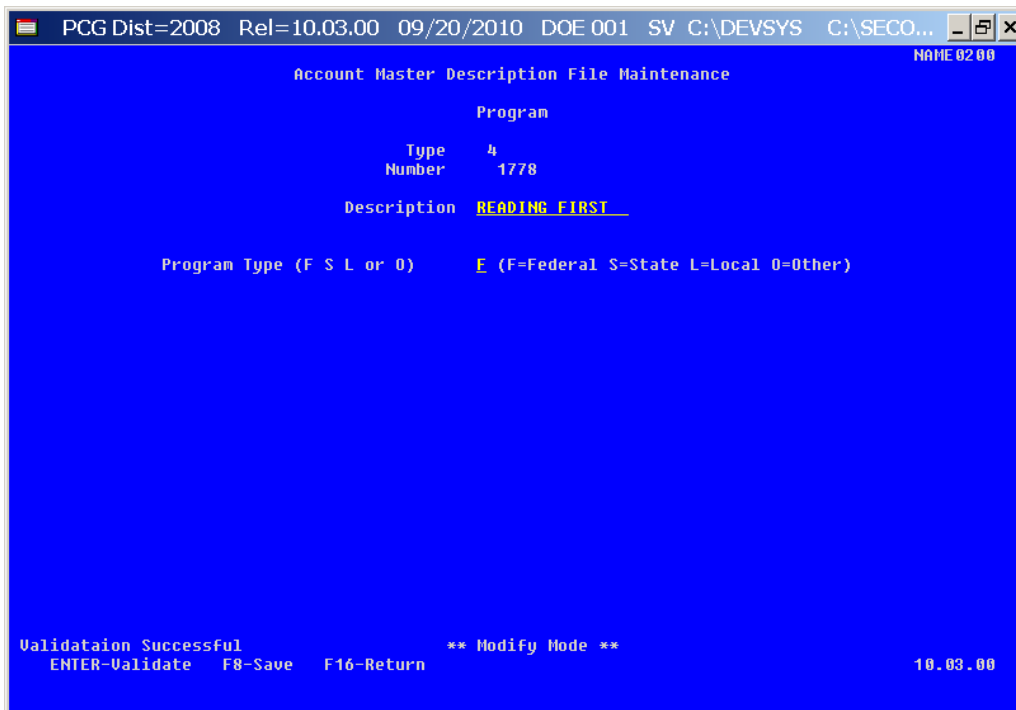 PCG Dist=2008 Rel=10.03.00 09/20/2010 DOE 001 SV C:\DEVSYS C:\SECO...
NAME0200
Account Master Description File Maintenance
Program
Type 4
Number 1778
Description READING FIRST
Program Type (F S L or O) F (F=Federal S=State L=Local O=Other)
Validataion Successful ** Modify Mode **
ENTER-Validate F8-Save F16-Return 10.03.00